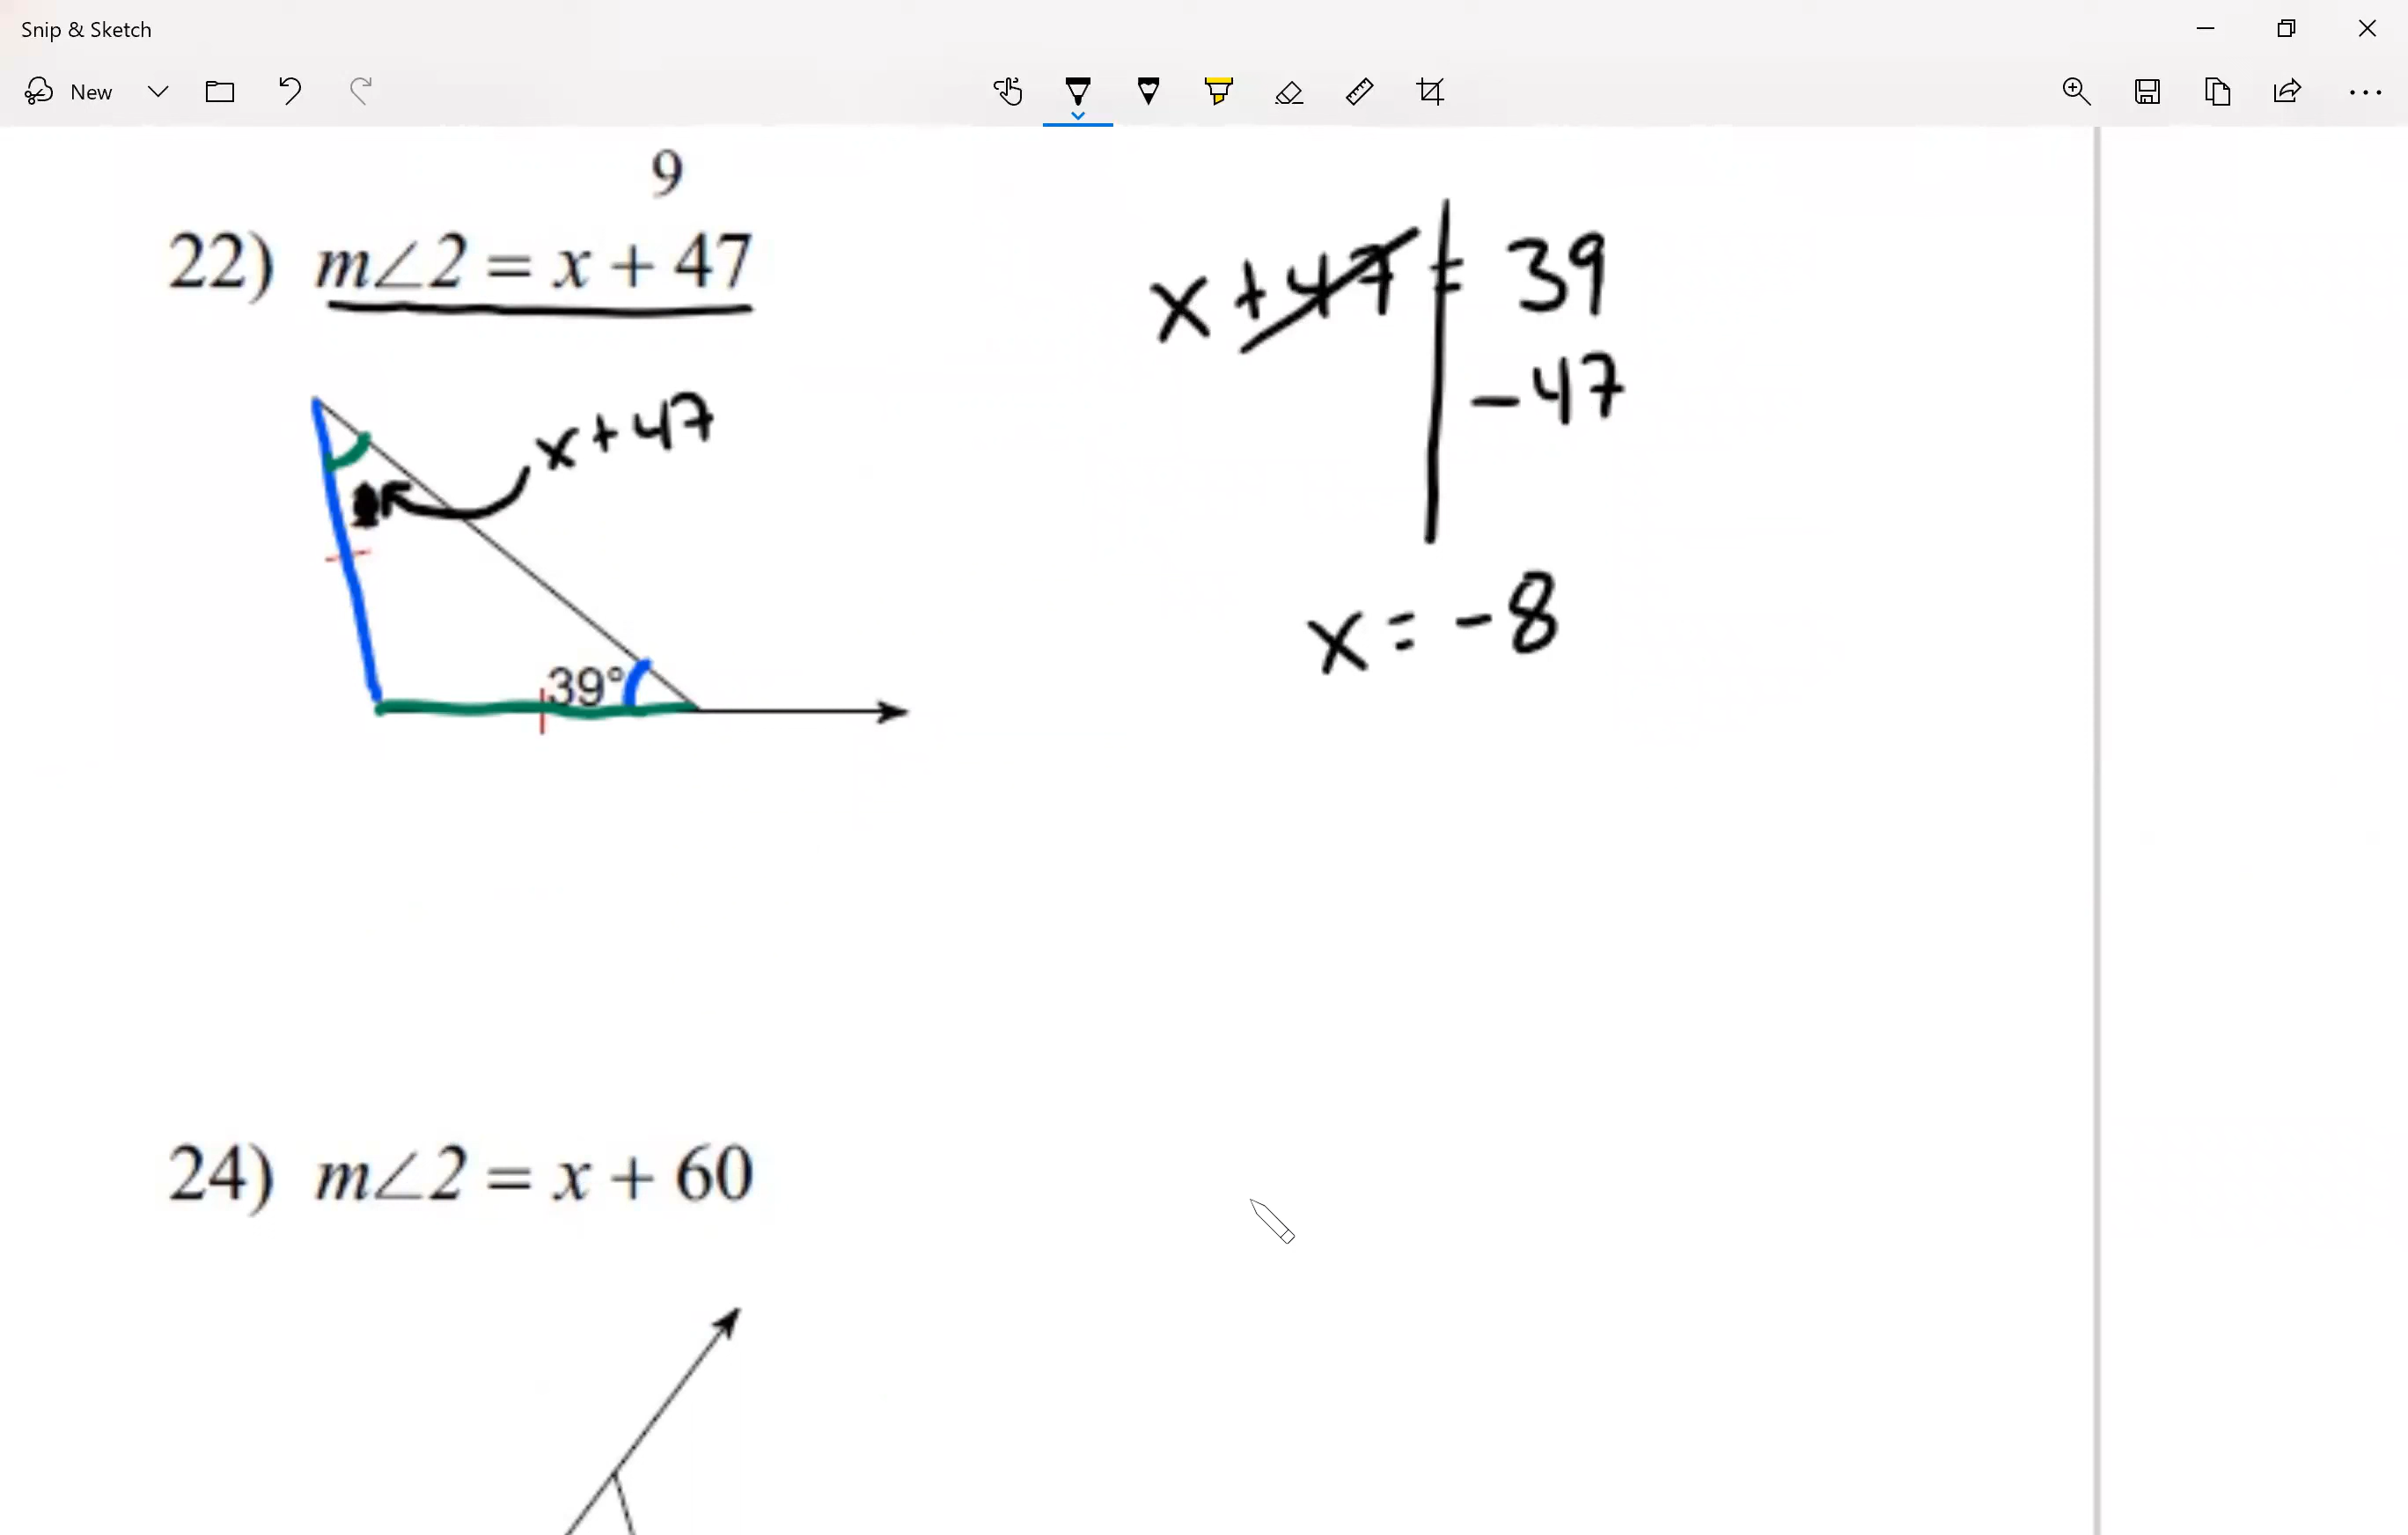 Snip & Sketch
New
9
22) m∠2 = x + 47
x + 47 = 39
- 47
x + 47
x = - 8
39°
24) m∠2 = x + 60